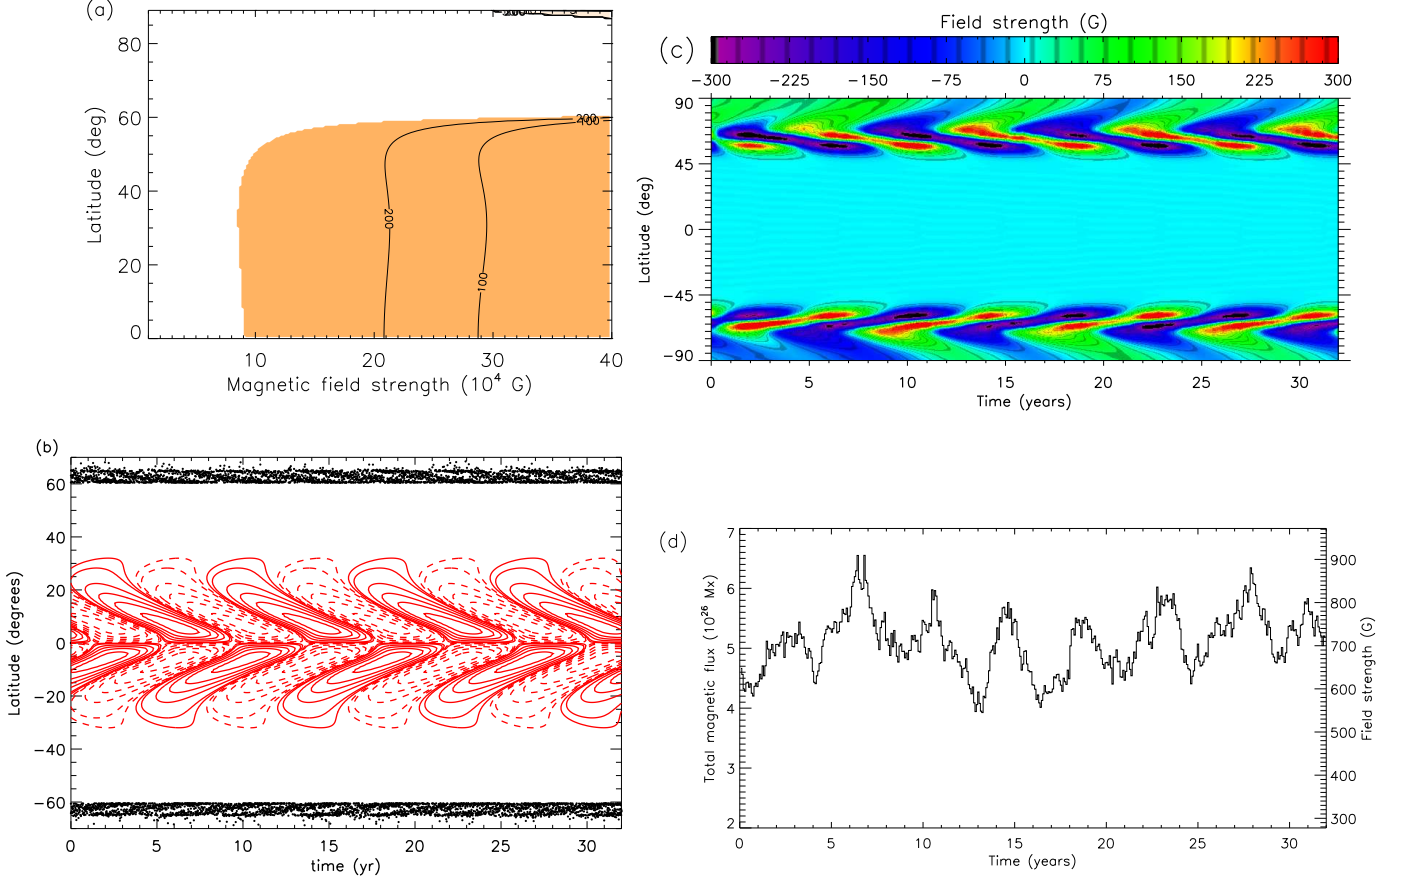 (a)
80
60
40
20
0
Latitude (deg)
200
100
200
100
10
20
30
40
Magnetic field strength (10⁴ G)
(c)
Field strength (G)
−300 −225 −150 −75 0 75 150 225 300
90
45
0
−45
−90
Latitude (deg)
0 5 10 15 20 25 30
Time (years)
(b)
60
40
20
0
−20
−40
−60
Latitude (degrees)
0 5 10 15 20 25 30
time (yr)
(d)
7
6
5
4
3
2
Total magnetic flux (10²⁶ Mx)
900
800
700
600
500
400
300
Field strength (G)
0 5 10 15 20 25 30
Time (years)